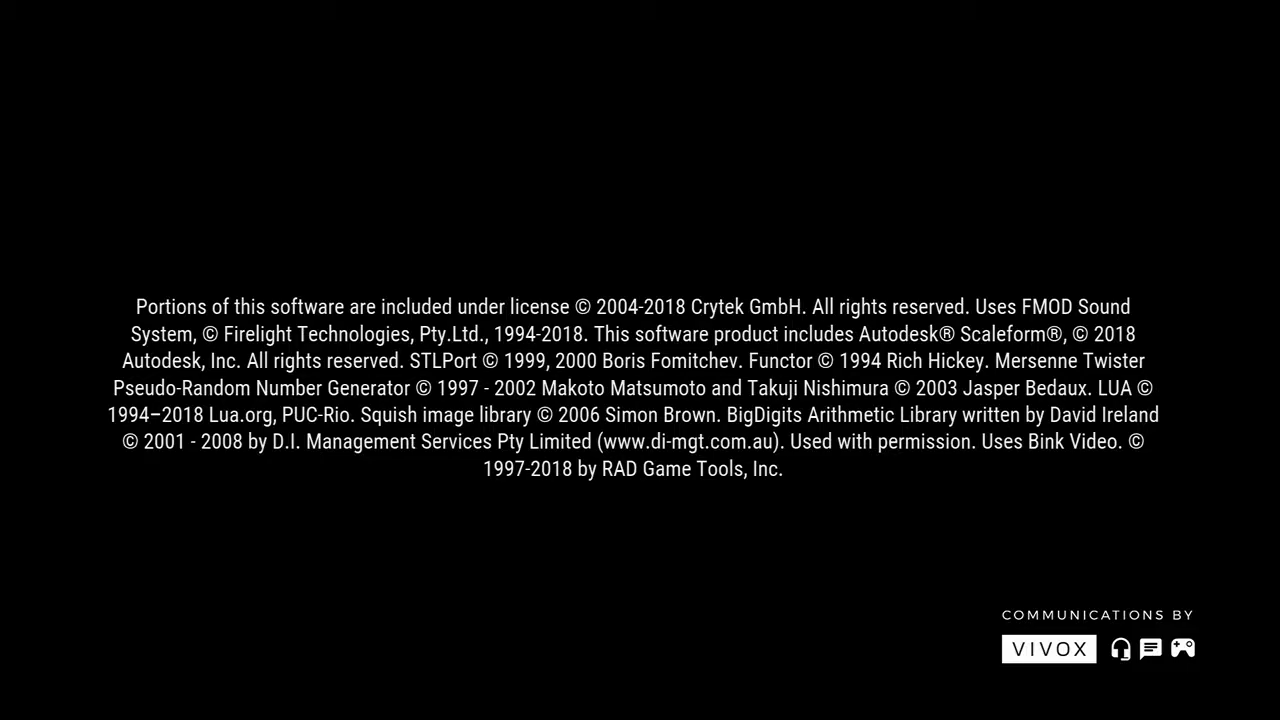 Portions of this software are included under license © 2004-2018 Crytek GmbH. All rights reserved. Uses FMOD Sound
System, © Firelight Technologies, Pty.Ltd., 1994-2018. This software product includes Autodesk® Scaleform®, © 2018
Autodesk, Inc. All rights reserved. STLPort © 1999, 2000 Boris Fomitchev. Functor © 1994 Rich Hickey. Mersenne Twister
Pseudo-Random Number Generator © 1997 - 2002 Makoto Matsumoto and Takuji Nishimura © 2003 Jasper Bedaux. LUA ©
1994–2018 Lua.org, PUC-Rio. Squish image library © 2006 Simon Brown. BigDigits Arithmetic Library written by David Ireland
© 2001 - 2008 by D.I. Management Services Pty Limited (www.di-mgt.com.au). Used with permission. Uses Bink Video. ©
1997-2018 by RAD Game Tools, Inc.
COMMUNICATIONS BY
VIVOX